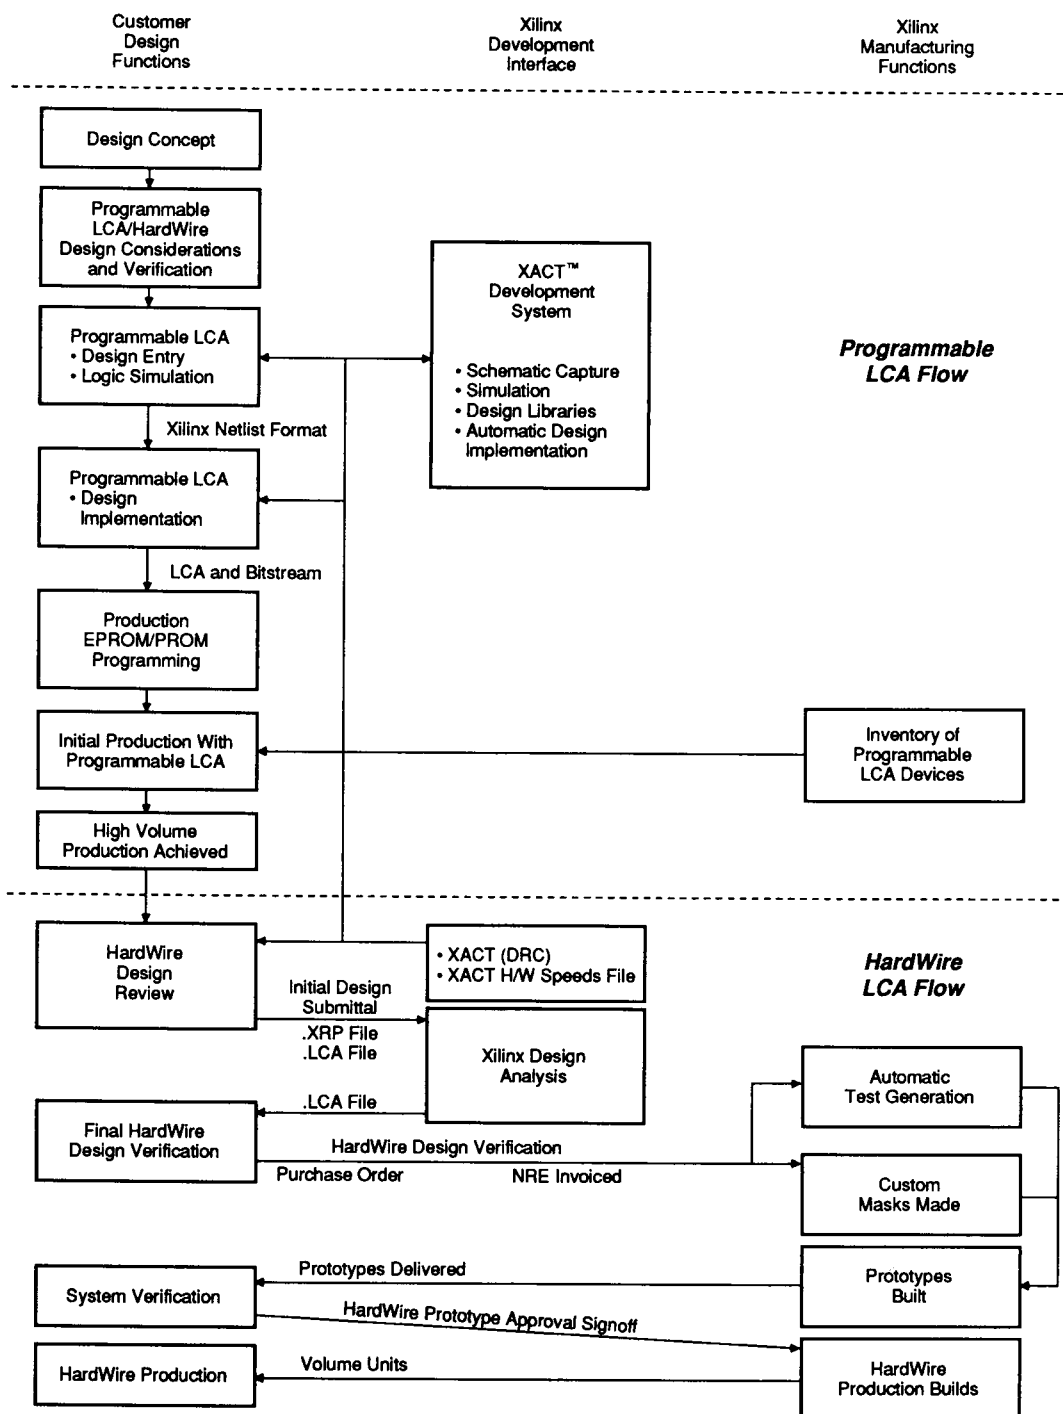 Customer
Design
Functions
Xilinx
Development
Interface
Xilinx
Manufacturing
Functions
Design Concept
Programmable
LCA/HardWire
Design Considerations
and Verification
XACT™
Development
System
• Schematic Capture
• Simulation
• Design Libraries
• Automatic Design
Implementation
Programmable LCA
• Design Entry
• Logic Simulation
Programmable
LCA Flow
Xilinx Netlist Format
Programmable LCA
• Design
Implementation
LCA and Bitstream
Production
EPROM/PROM
Programming
Initial Production With
Programmable LCA
Inventory of
Programmable
LCA Devices
High Volume
Production Achieved
HardWire
Design
Review
• XACT (DRC)
• XACT H/W Speeds File
HardWire
LCA Flow
Initial Design
Submittal
.XRP File
.LCA File
Xilinx Design
Analysis
Automatic
Test Generation
.LCA File
Final HardWire
Design Verification
HardWire Design Verification
Purchase Order
NRE Invoiced
Custom
Masks Made
Prototypes Delivered
Prototypes
Built
System Verification
HardWire Prototype Approval Signoff
Volume Units
HardWire Production
HardWire
Production Builds